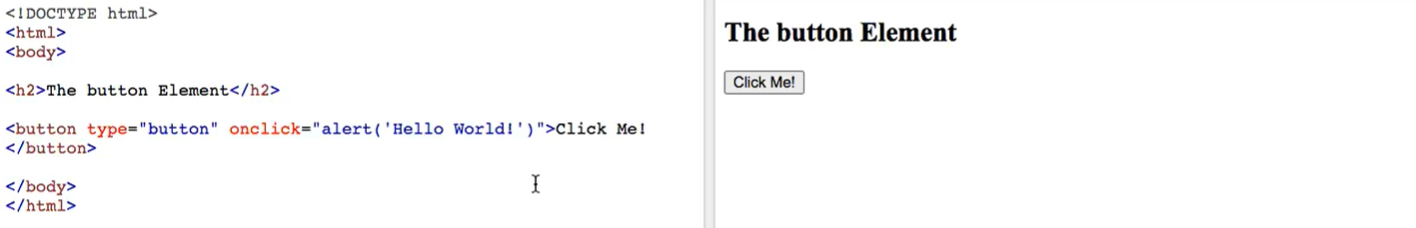 <!DOCTYPE html>
<html>
<body>
<h2>The button Element</h2>
<button type="button" onclick="alert('Hello World!')">Click Me!
</button>
</body>
</html>
The button Element
Click Me!